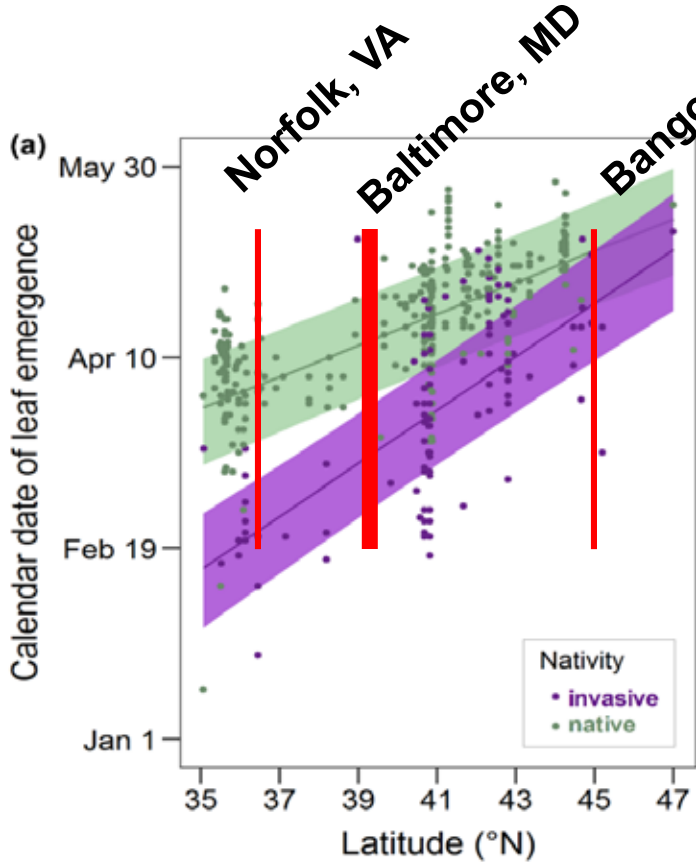 Norfolk, VA
Baltimore, MD
(a)
May 30
Apr 10
Feb 19
Jan 1
Calendar date of leaf emergence
35 37 39 41 43 45 47
Latitude (°N)
Nativity
invasive
native